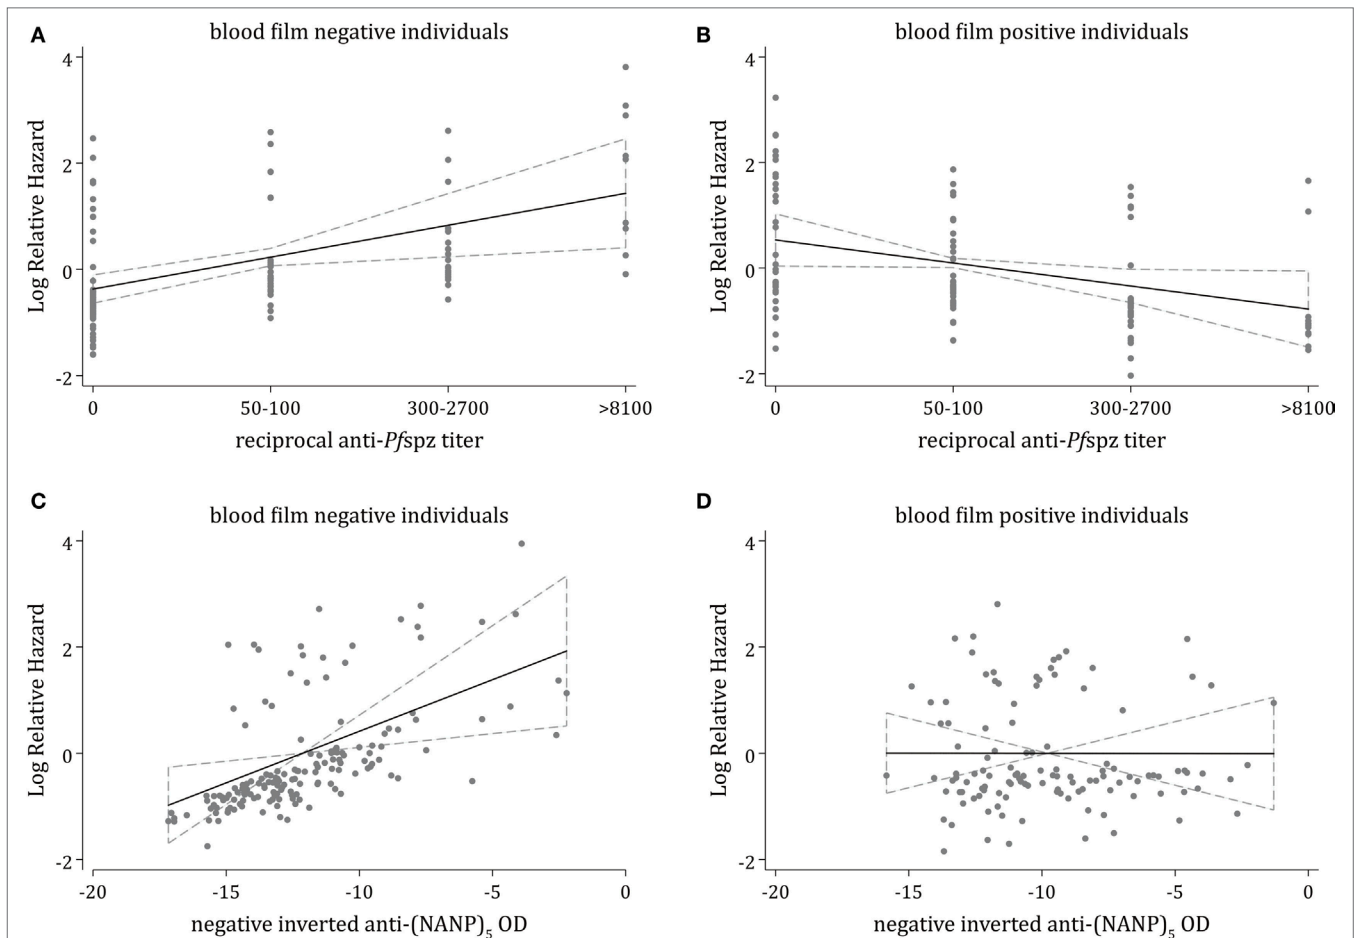 A
blood film negative individuals
4
2
0
-2
Log Relative Hazard
0 50-100 300-2700 >8100
reciprocal anti-Pfspz titer
B
blood film positive individuals
4
2
0
-2
Log Relative Hazard
0 50-100 300-2700 >8100
reciprocal anti-Pfspz titer
C
blood film negative individuals
4
2
0
-2
Log Relative Hazard
-20 -15 -10 -5 0
negative inverted anti-(NANP)₅ OD
D
blood film positive individuals
4
2
0
-2
Log Relative Hazard
-20 -15 -10 -5 0
negative inverted anti-(NANP)₅ OD